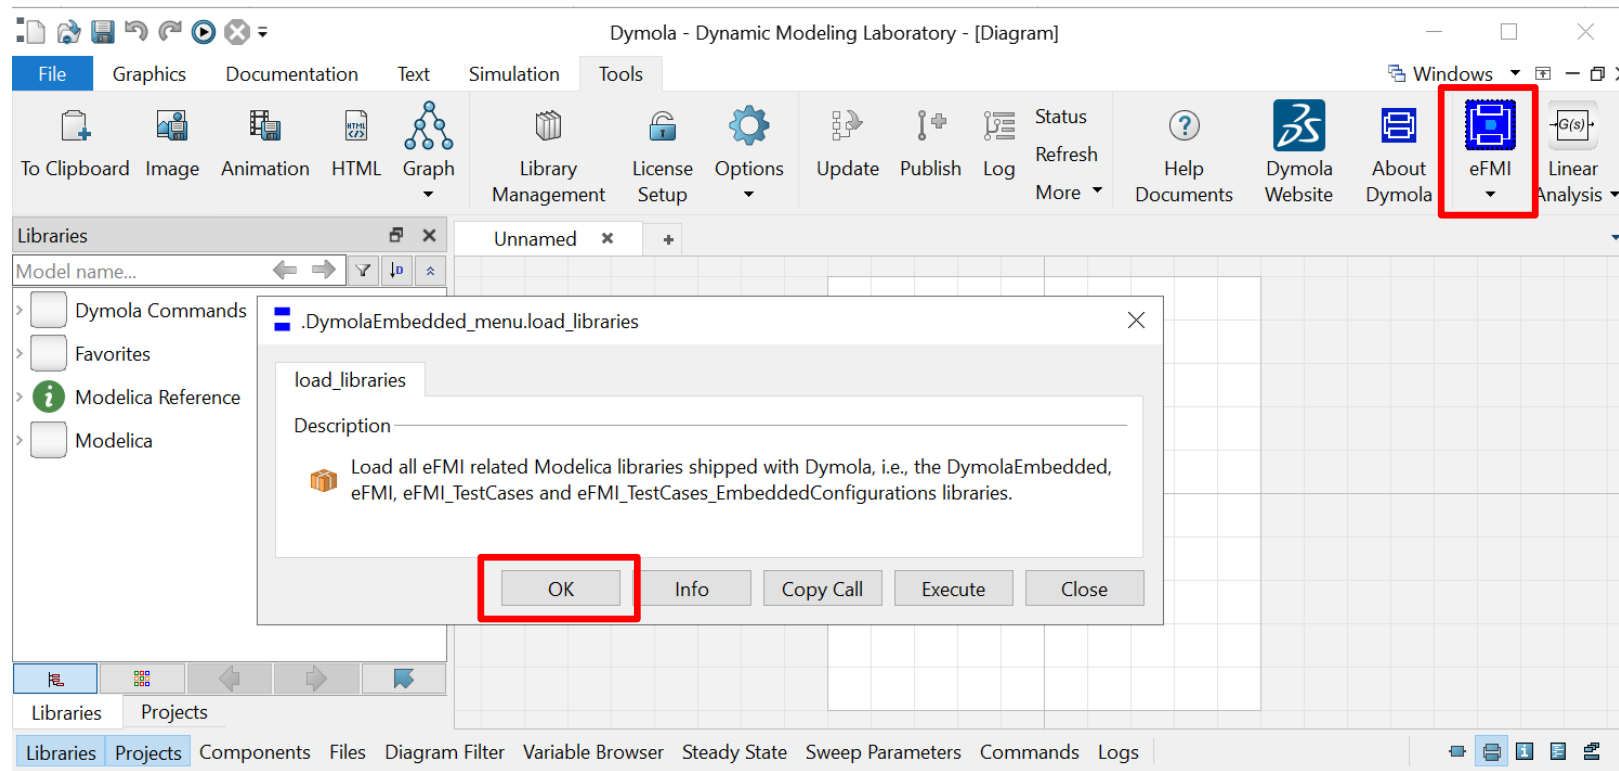 Dymola - Dynamic Modeling Laboratory - [Diagram]
File Graphics Documentation Text Simulation Tools Windows
To Clipboard Image Animation HTML Graph Library Management License Setup Options Update Publish Log Status Refresh More Help Documents Dymola Website About Dymola eFMI Linear Analysis
HTML
G(s)
Libraries
Unnamed
Model name...
Dymola Commands
Favorites
Modelica Reference
Modelica
.DymolaEmbedded_menu.load_libraries
load_libraries
Description
Load all eFMI related Modelica libraries shipped with Dymola, i.e., the DymolaEmbedded,
eFMI, eFMI_TestCases and eFMI_TestCases_EmbeddedConfigurations libraries.
OK Info Copy Call Execute Close
Libraries Projects
Libraries Projects Components Files Diagram Filter Variable Browser Steady State Sweep Parameters Commands Logs